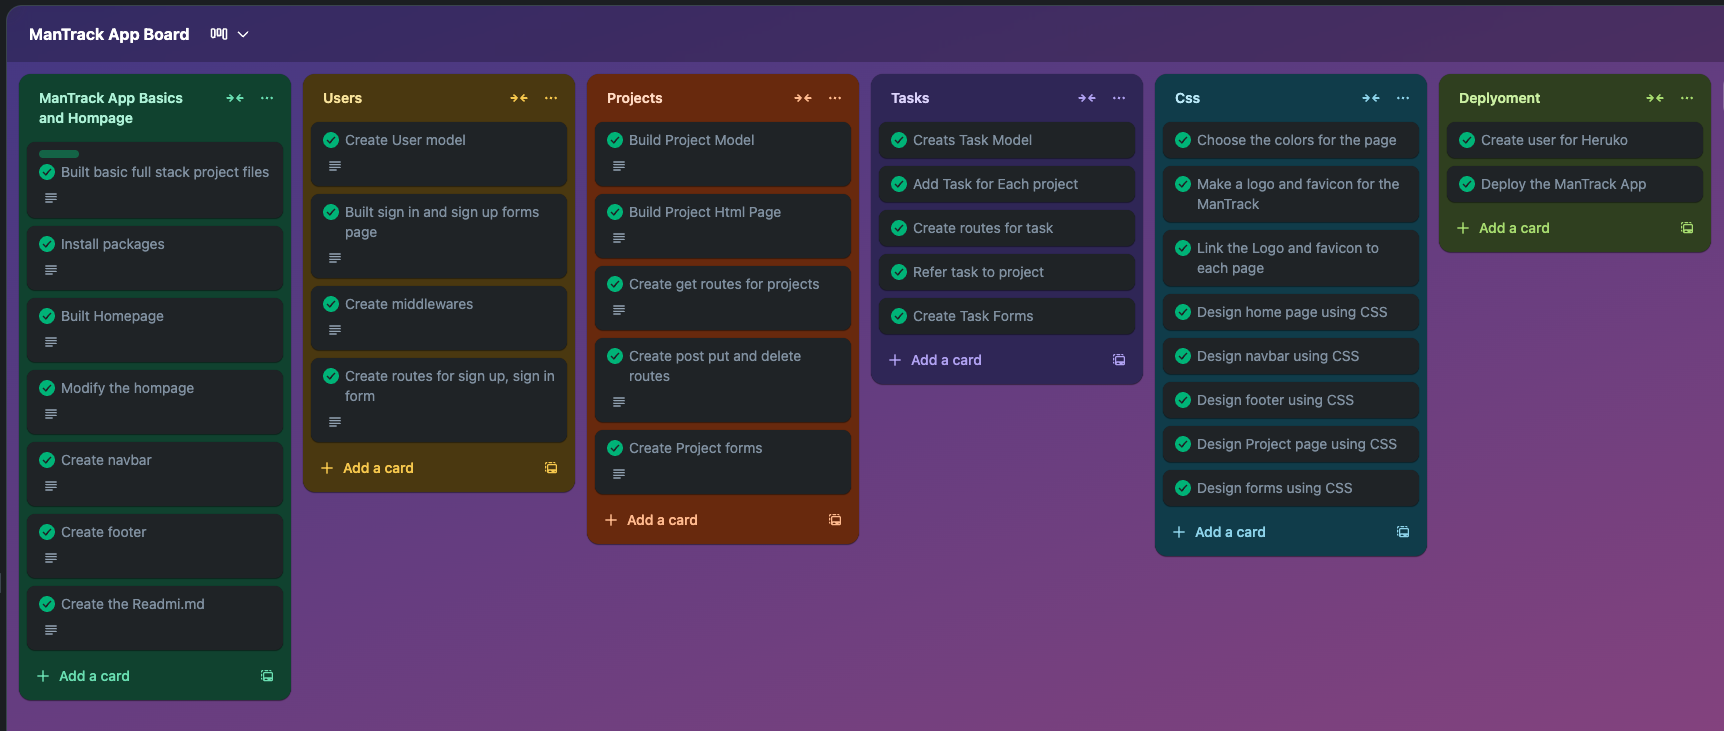 ManTrack App Board
ManTrack App Basics
and Hompage
Built basic full stack project files
Install packages
Built Homepage
Modify the hompage
Create navbar
Create footer
Create the Readmi.md
Add a card
Users
Create User model
Built sign in and sign up forms
page
Create middlewares
Create routes for sign up, sign in
form
Add a card
Projects
Build Project Model
Build Project Html Page
Create get routes for projects
Create post put and delete
routes
Create Project forms
Add a card
Tasks
Creats Task Model
Add Task for Each project
Create routes for task
Refer task to project
Create Task Forms
Add a card
Css
Choose the colors for the page
Make a logo and favicon for the
ManTrack
Link the Logo and favicon to
each page
Design home page using CSS
Design navbar using CSS
Design footer using CSS
Design Project page using CSS
Design forms using CSS
Add a card
Deplyoment
Create user for Heruko
Deploy the ManTrack App
Add a card